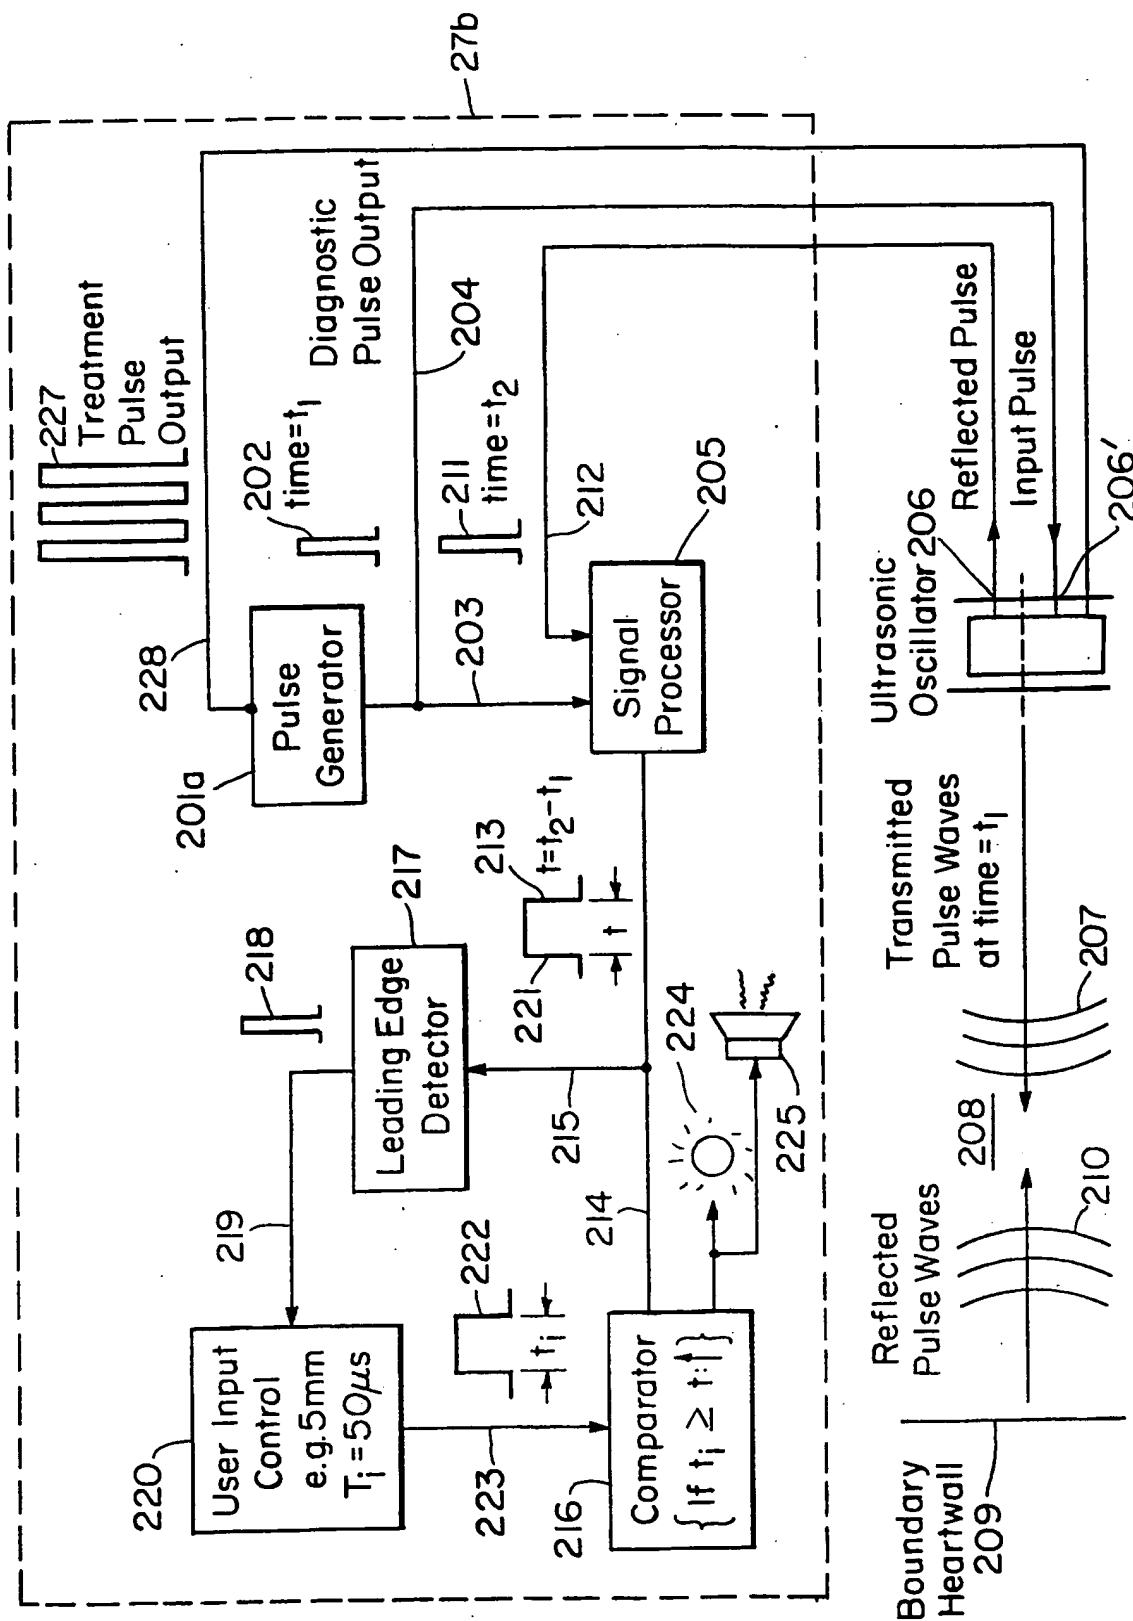 227
Treatment
Pulse
Output
27b
228
Pulse
Generator
201a
202
time=t₁
Diagnostic
Pulse Output
204
203
211
time=t₂
212
Signal
Processor
205
218
217
Leading Edge
Detector
213
t=t₂-t₁
221
t
215
219
220
User Input
Control
e.g. 5mm
Tᵢ = 50μs
222
tᵢ
223
214
216
Comparator
{If tᵢ ≥ t:↑}
224
225
Reflected Pulse
Input Pulse
206'
Ultrasonic
Oscillator 206
Transmitted
Pulse Waves
at time = t₁
207
208
Reflected
Pulse Waves
210
Boundary
Heartwall
209